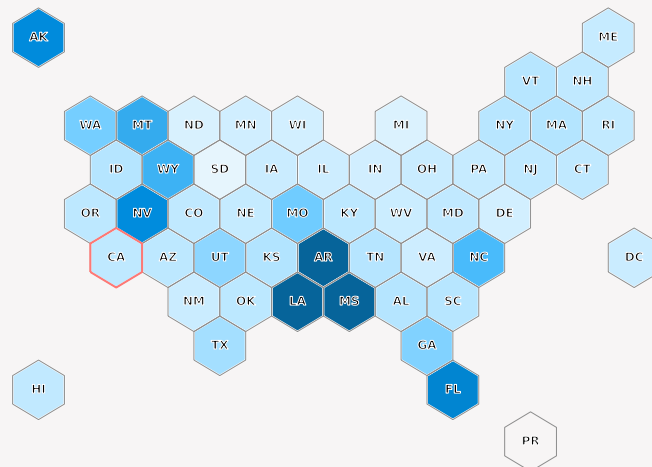 AK
ME
VT NH
WA MT ND MN WI MI NY MA RI
ID WY SD IA IL IN OH PA NJ CT
OR NV CO NE MO KY WV MD DE
CA AZ UT KS AR TN VA NC DC
NM OK LA MS AL SC
TX GA
HI FL
PR